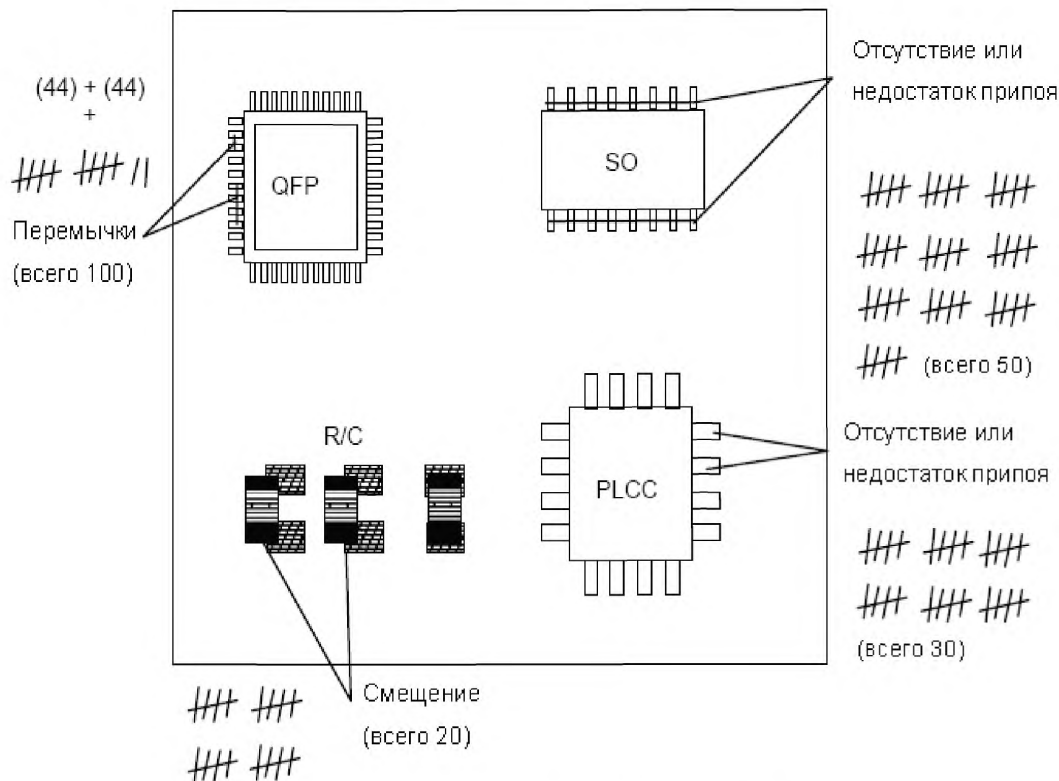 (44) + (44)
+
Перемычки
(всего 100)
QFP
SO
Отсутствие или
недостаток припоя
(всего 50)
R/C
PLCC
Отсутствие или
недостаток припоя
(всего 30)
Смещение
(всего 20)